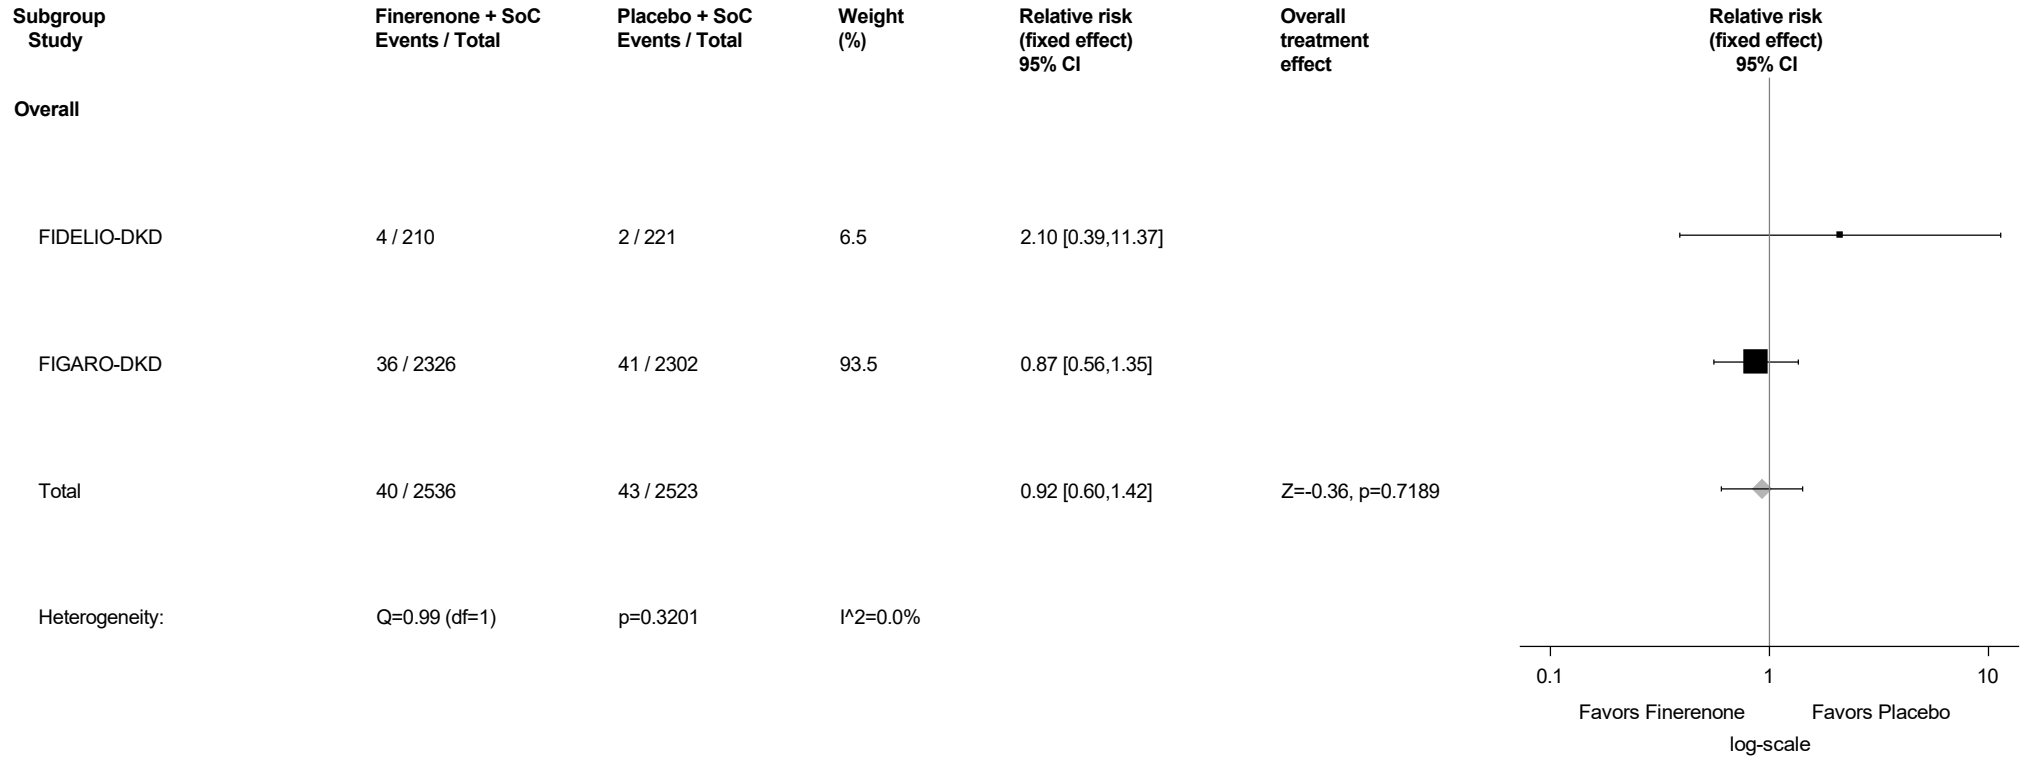 Subgroup Finerenone + SoC Placebo + SoC Weight Relative risk Overall Relative risk
Study Events / Total Events / Total (%) (fixed effect) treatment (fixed effect)
95% CI effect 95% CI
Overall
FIDELIO-DKD 4 / 210 2 / 221 6.5 2.10 [0.39,11.37]
FIGARO-DKD 36 / 2326 41 / 2302 93.5 0.87 [0.56,1.35]
Total 40 / 2536 43 / 2523 0.92 [0.60,1.42] Z=-0.36, p=0.7189
Heterogeneity: Q=0.99 (df=1) p=0.3201 I^2=0.0%
0.1 1 10
Favors Finerenone Favors Placebo
log-scale